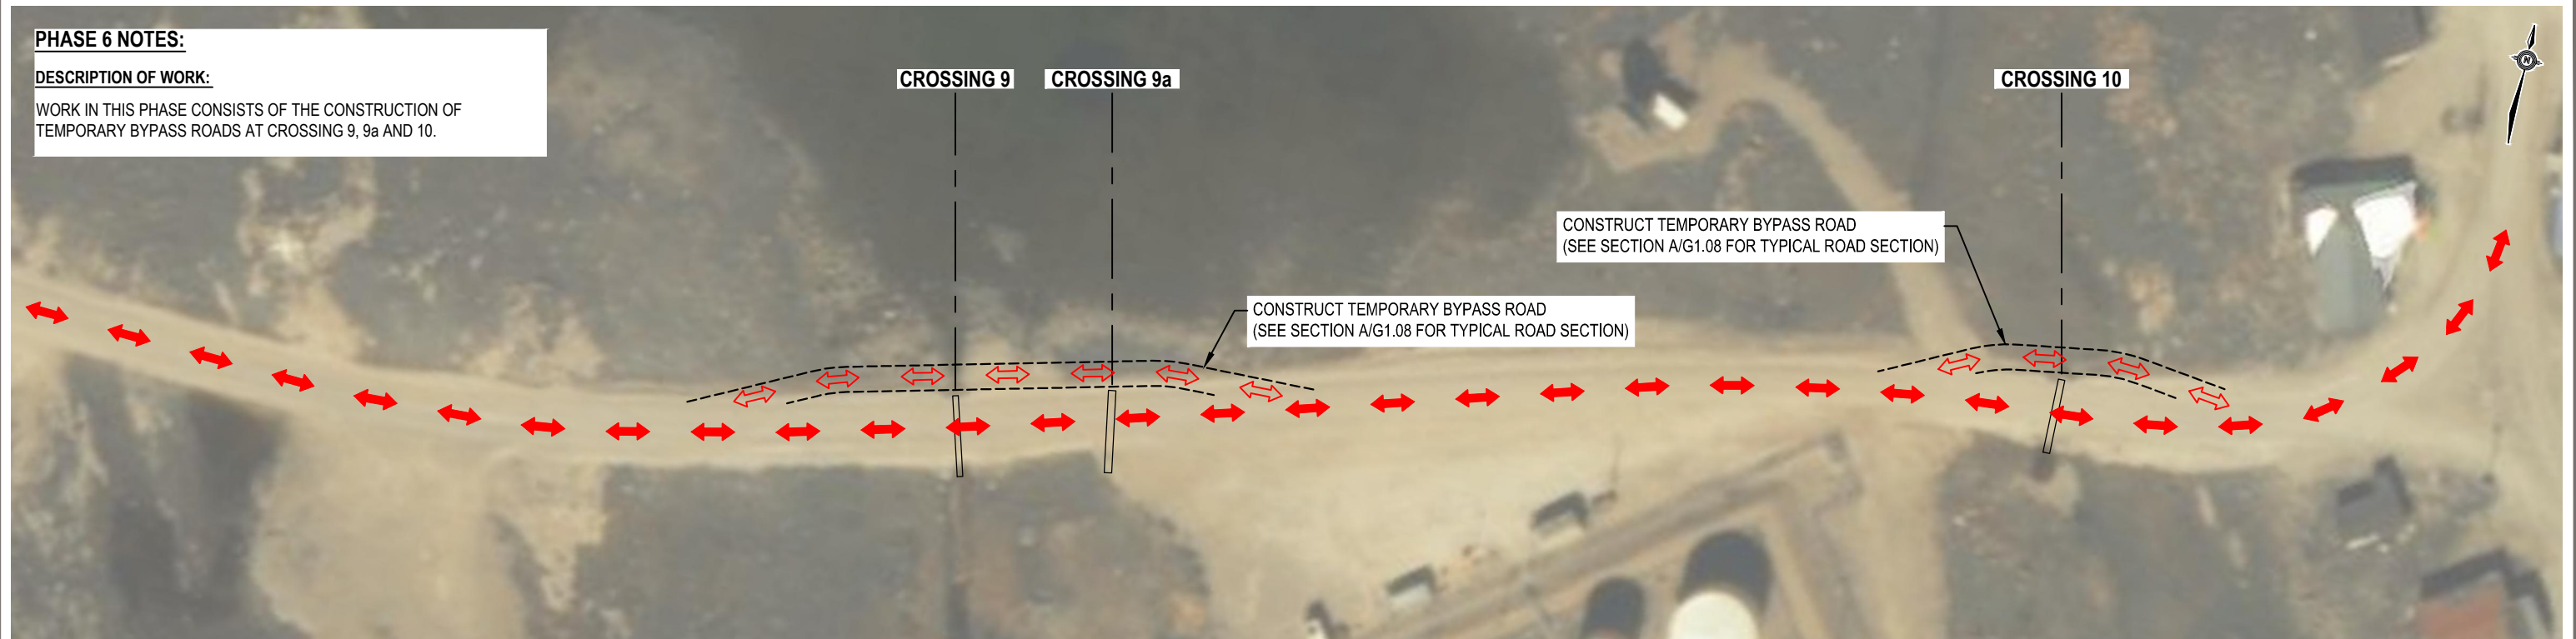 PHASE 6 NOTES:
DESCRIPTION OF WORK:
WORK IN THIS PHASE CONSISTS OF THE CONSTRUCTION OF
TEMPORARY BYPASS ROADS AT CROSSING 9, 9a AND 10.
CROSSING 9
CROSSING 9a
CROSSING 10
CONSTRUCT TEMPORARY BYPASS ROAD
(SEE SECTION A/G1.08 FOR TYPICAL ROAD SECTION)
CONSTRUCT TEMPORARY BYPASS ROAD
(SEE SECTION A/G1.08 FOR TYPICAL ROAD SECTION)
N